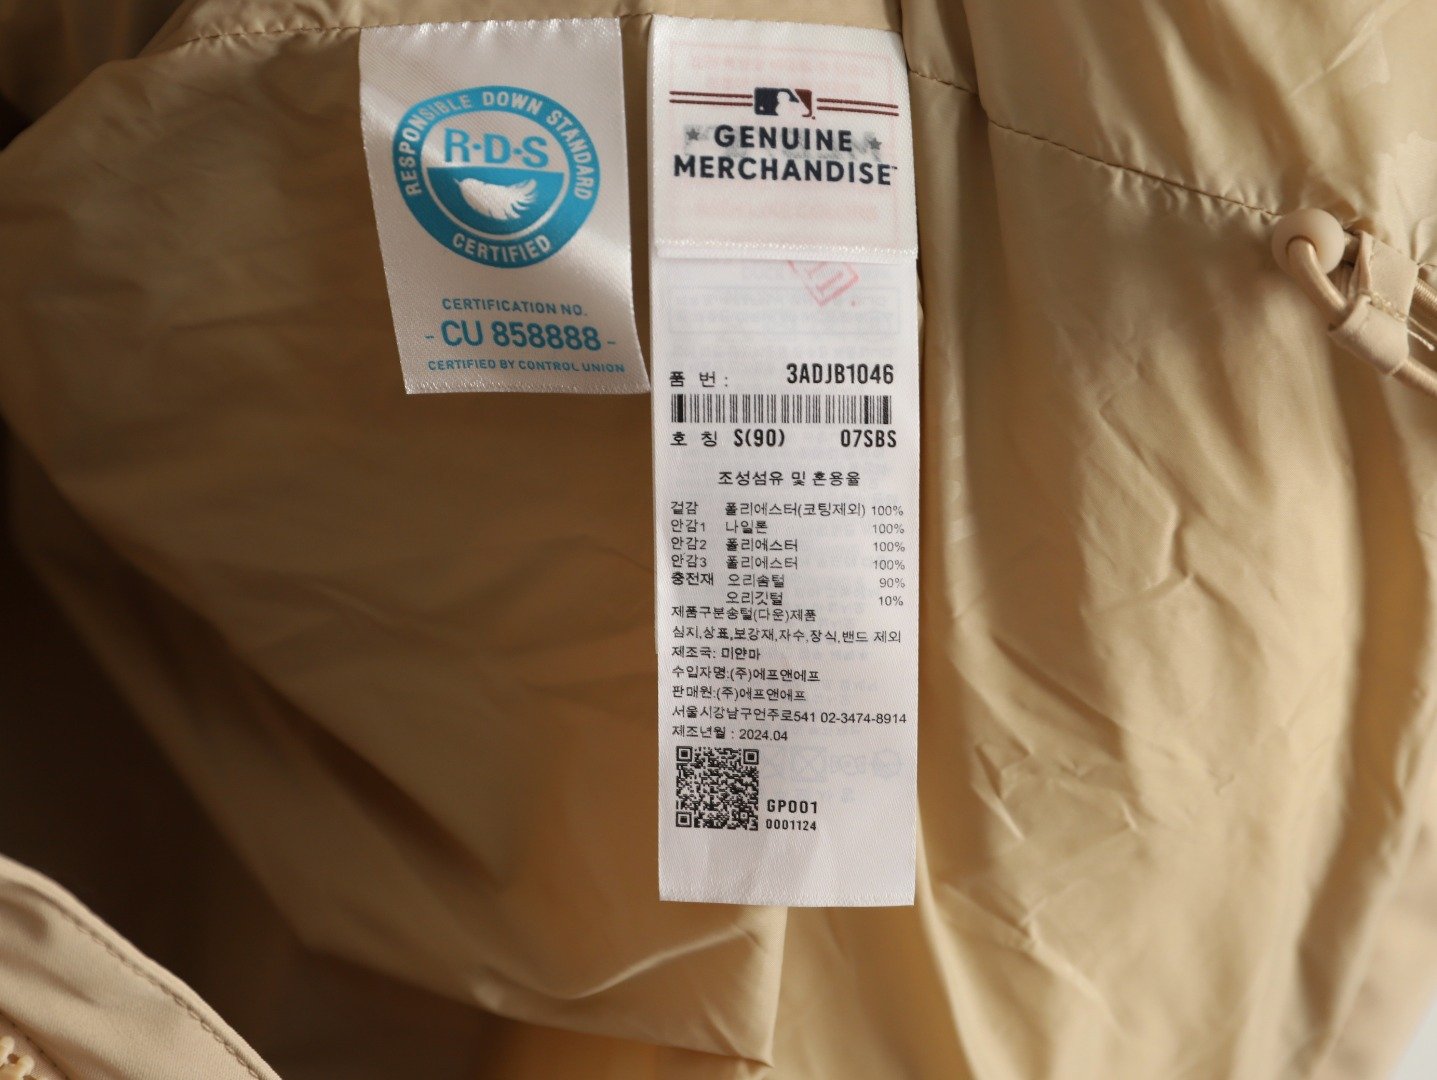 RESPONSIBLE DOWN STANDARD
R·D·S
CERTIFIED
CERTIFICATION NO.
- CU 858888 -
CERTIFIED BY CONTROL UNION
GENUINE
MERCHANDISE™
품 번 : 3ADJB1046
호 칭 S(90) 07SBS
조성섬유 및 혼용율
겉감 폴리에스터(코팅제외) 100%
안감1 나일론 100%
안감2 폴리에스터 100%
안감3 폴리에스터 100%
충전재 오리솜털 90%
오리깃털 10%
제품구분솜털(다운)제품
심지,상표,보강재,자수,장식,밴드 제외
제조국: 미얀마
수입자명:(주)에프앤에프
판매원:(주)에프앤에프
서울시강남구언주로541 02-3474-8914
제조년월 : 2024.04
GP001
0001124